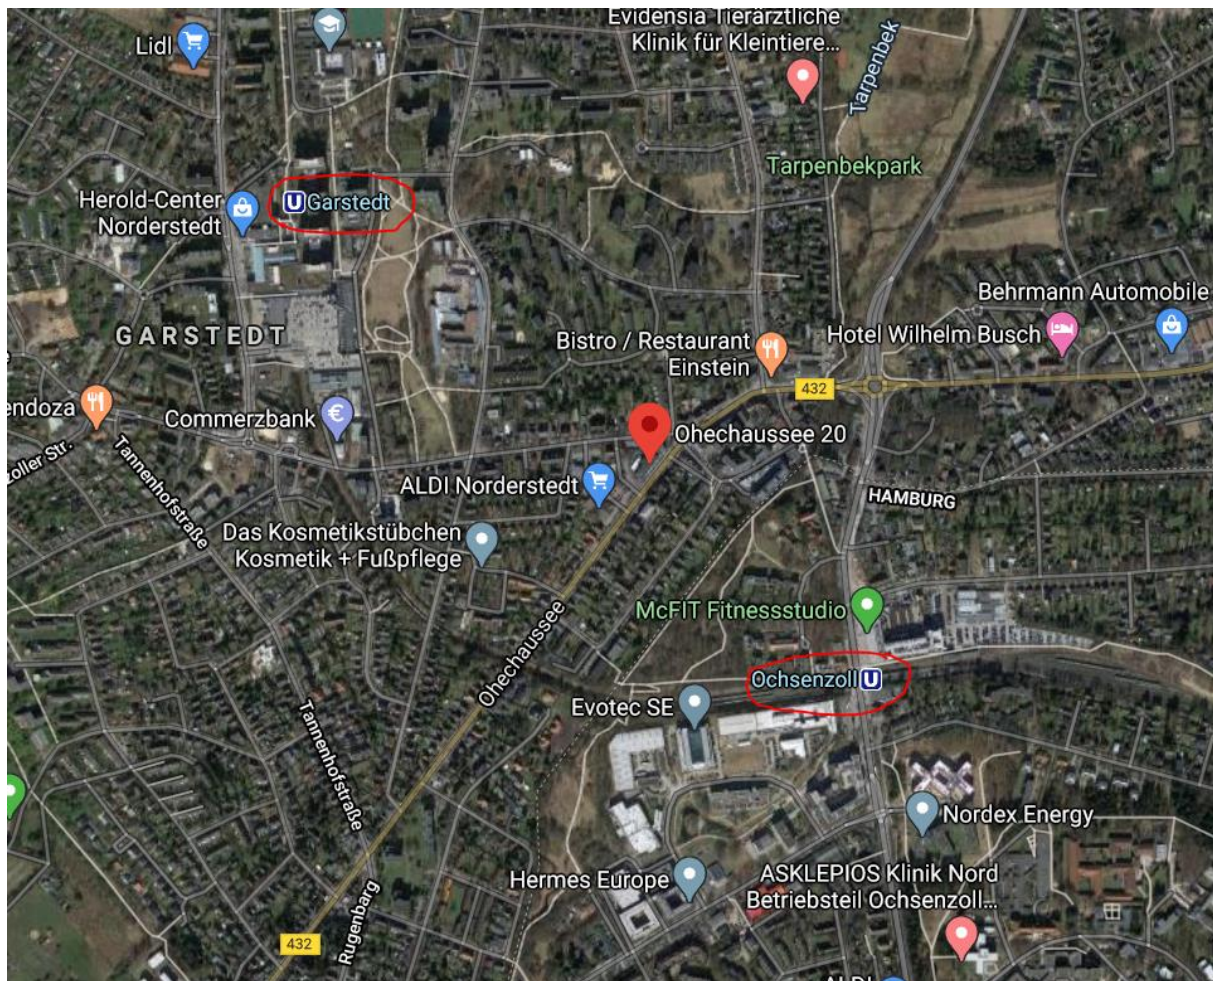 Evidensia Tierärztliche
Klinik für Kleintiere...
Lidl
Tarpenbek
Tarpenbekpark
Herold-Center
Norderstedt
U Garstedt
Behrmann Automobile
GARSTEDT
Bistro / Restaurant
Einstein
Hotel Wilhelm Busch
432
endoza
Commerzbank
€
Ohechaussee 20
zoller Str.
Tannenhofstraße
ALDI Norderstedt
HAMBURG
Das Kosmetikstübchen
Kosmetik + Fußpflege
McFIT Fitnessstudio
Ohechaussee
Ochsenzoll U
Evotec SE
Tannenhofstraße
Nordex Energy
Hermes Europe
ASKLEPIOS Klinik Nord
Betriebsteil Ochsenzoll...
432
Rugenbarg
ALDI